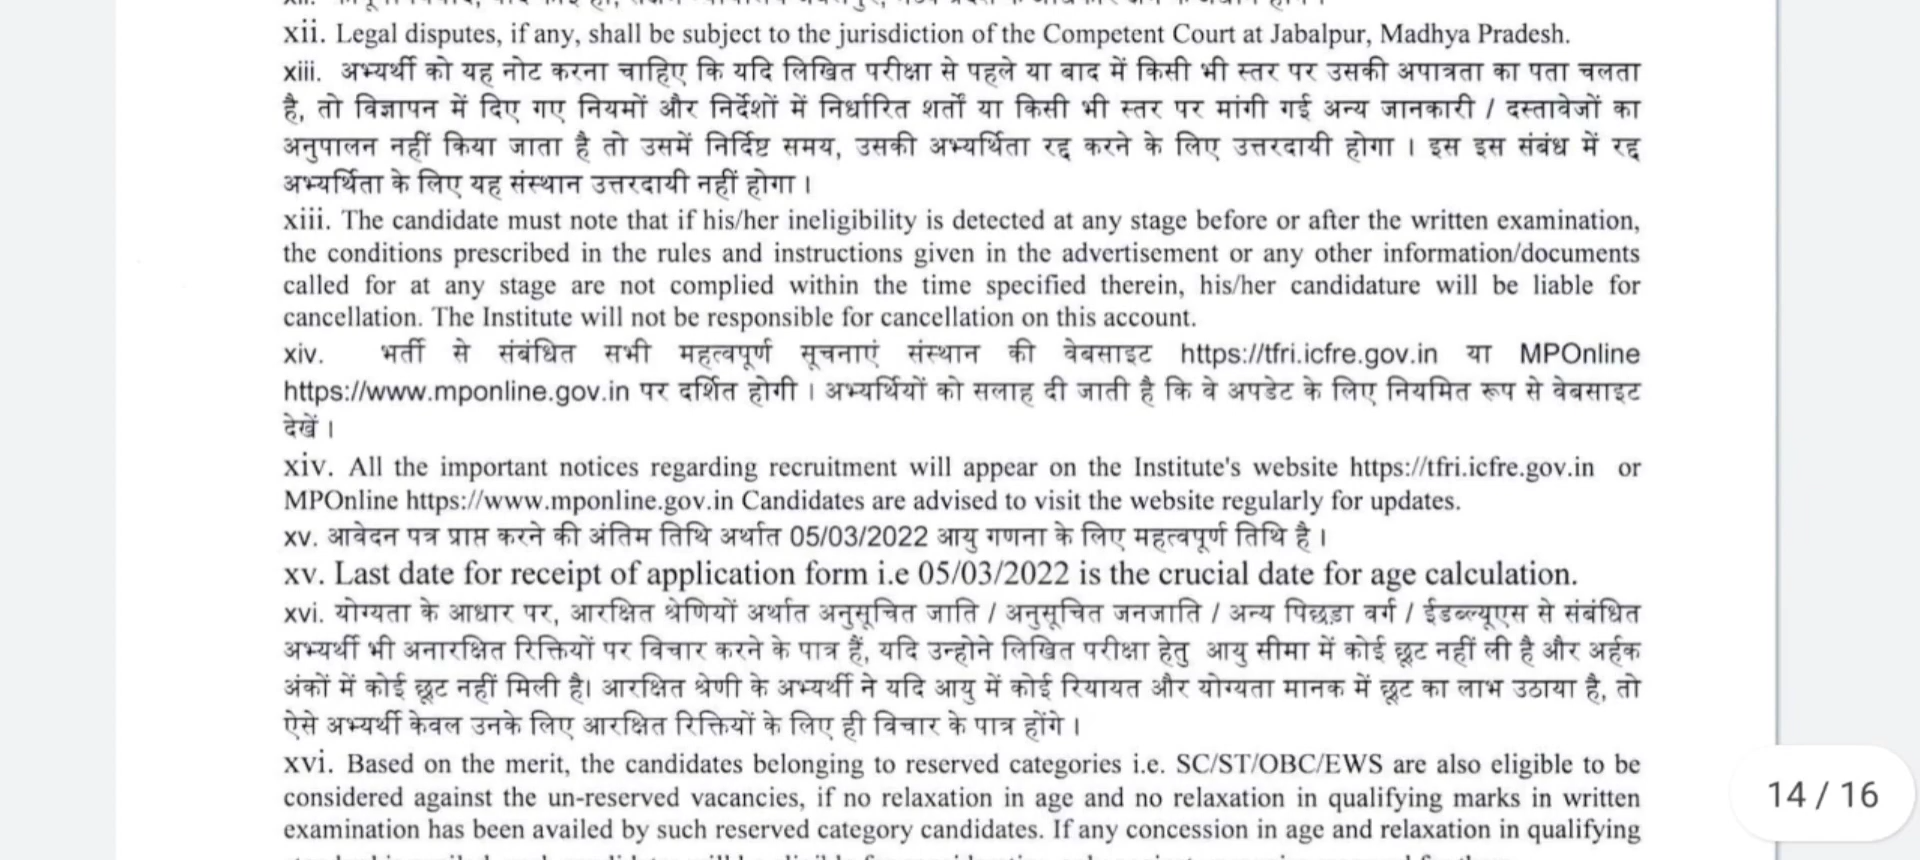 xii. Legal disputes, if any, shall be subject to the jurisdiction of the Competent Court at Jabalpur, Madhya Pradesh.
xiii. अभ्यर्थी को यह नोट करना चाहिए कि यदि लिखित परीक्षा से पहले या बाद में किसी भी स्तर पर उसकी अपात्रता का पता चलता
है, तो विज्ञापन में दिए गए नियमों और निर्देशों में निर्धारित शर्तों या किसी भी स्तर पर मांगी गई अन्य जानकारी / दस्तावेजों का
अनुपालन नहीं किया जाता है तो उसमें निर्दिष्ट समय, उसकी अभ्यर्थिता रद्द करने के लिए उत्तरदायी होगा । इस इस संबंध में रद्द
अभ्यर्थिता के लिए यह संस्थान उत्तरदायी नहीं होगा ।
xiii. The candidate must note that if his/her ineligibility is detected at any stage before or after the written examination,
the conditions prescribed in the rules and instructions given in the advertisement or any other information/documents
called for at any stage are not complied within the time specified therein, his/her candidature will be liable for
cancellation. The Institute will not be responsible for cancellation on this account.
xiv. भर्ती से संबंधित सभी महत्वपूर्ण सूचनाएं संस्थान की वेबसाइट https://tfri.icfre.gov.in या MPOnline
https://www.mponline.gov.in पर दर्शित होगी । अभ्यर्थियों को सलाह दी जाती है कि वे अपडेट के लिए नियमित रूप से वेबसाइट
देखें ।
xiv. All the important notices regarding recruitment will appear on the Institute's website https://tfri.icfre.gov.in or
MPOnline https://www.mponline.gov.in Candidates are advised to visit the website regularly for updates.
xv. आवेदन पत्र प्राप्त करने की अंतिम तिथि अर्थात 05/03/2022 आयु गणना के लिए महत्वपूर्ण तिथि है ।
xv. Last date for receipt of application form i.e 05/03/2022 is the crucial date for age calculation.
xvi. योग्यता के आधार पर, आरक्षित श्रेणियों अर्थात अनुसूचित जाति / अनुसूचित जनजाति / अन्य पिछड़ा वर्ग / ईडब्ल्यूएस से संबंधित
अभ्यर्थी भी अनारक्षित रिक्तियों पर विचार करने के पात्र हैं, यदि उन्होने लिखित परीक्षा हेतु आयु सीमा में कोई छूट नहीं ली है और अर्हक
अंकों में कोई छूट नहीं मिली है। आरक्षित श्रेणी के अभ्यर्थी ने यदि आयु में कोई रियायत और योग्यता मानक में छूट का लाभ उठाया है, तो
ऐसे अभ्यर्थी केवल उनके लिए आरक्षित रिक्तियों के लिए ही विचार के पात्र होंगे ।
xvi. Based on the merit, the candidates belonging to reserved categories i.e. SC/ST/OBC/EWS are also eligible to be
considered against the un-reserved vacancies, if no relaxation in age and no relaxation in qualifying marks in written
examination has been availed by such reserved category candidates. If any concession in age and relaxation in qualifying
14 / 16